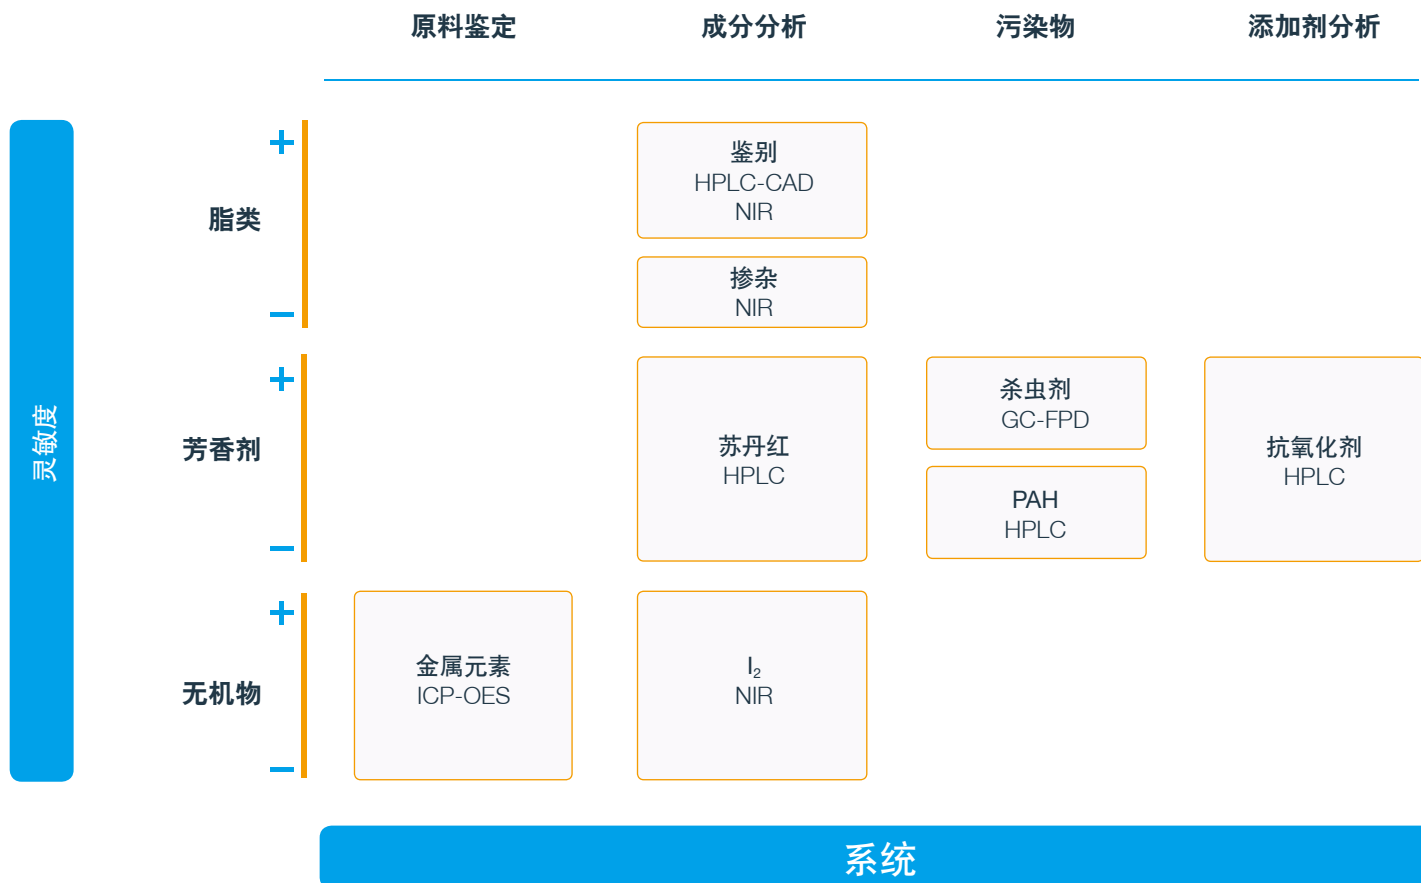 原料鉴定 成分分析 污染物 添加剂分析
灵敏度
脂类
+
−
鉴别
HPLC-CAD
NIR
掺杂
NIR
芳香剂
+
−
苏丹红
HPLC
杀虫剂
GC-FPD
PAH
HPLC
抗氧化剂
HPLC
无机物
+
−
金属元素
ICP-OES
I₂
NIR
系统